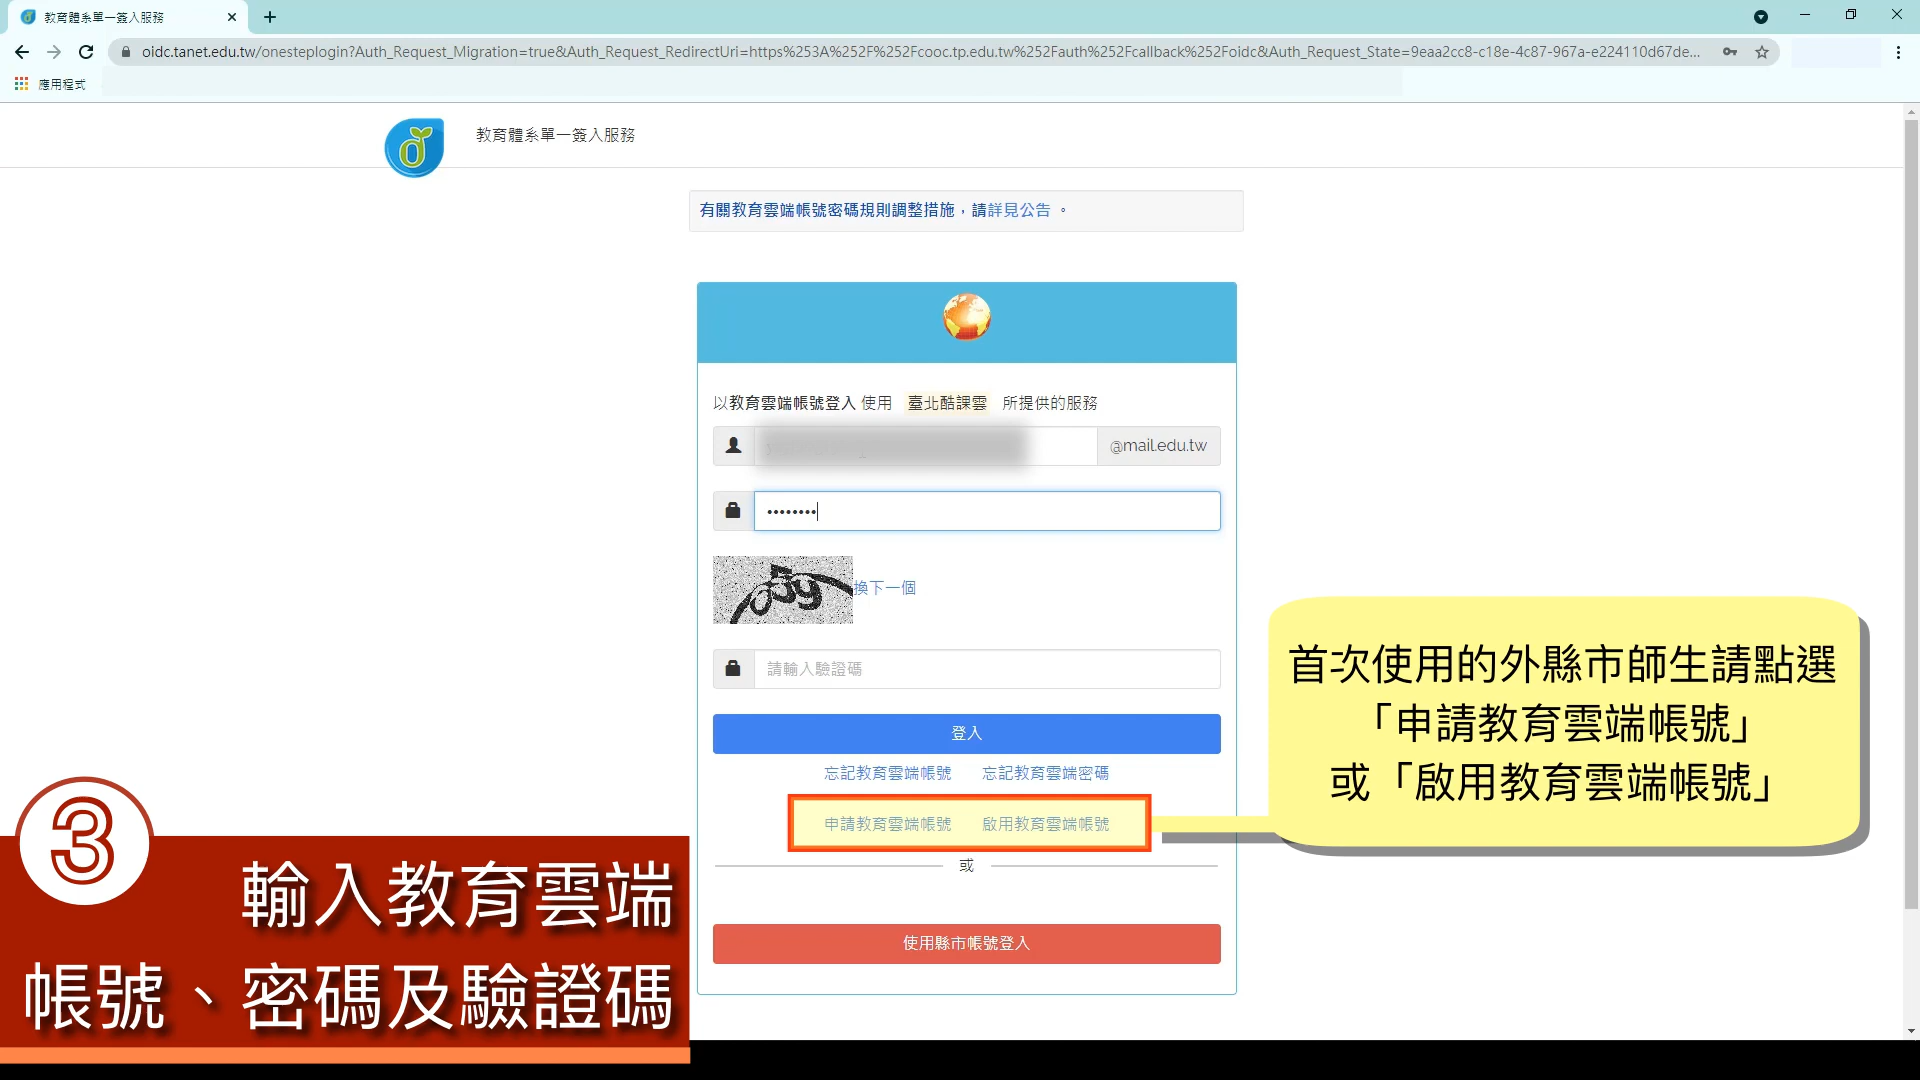 教育體系單一簽入服務
oidc.tanet.edu.tw/onesteplogin?Auth_Request_Migration=true&Auth_Request_RedirectUri=https%253A%252F%252Fcooc.tp.edu.tw%252Fauth%252Fcallback%252Foidc&Auth_Request_State=9eaa2cc8-c18e-4c87-967a-e224110d67de...
應用程式
教育體系單一簽入服務
有關教育雲端帳號密碼規則調整措施，請詳見公告。
以教育雲端帳號登入 使用 臺北酷課雲 所提供的服務
@mail.edu.tw
••••••••
換下一個
請輸入驗證碼
登入
忘記教育雲端帳號 忘記教育雲端密碼
申請教育雲端帳號 啟用教育雲端帳號
或
使用縣市帳號登入
首次使用的外縣市師生請點選
「申請教育雲端帳號」
或「啟用教育雲端帳號」
3
輸入教育雲端
帳號、密碼及驗證碼